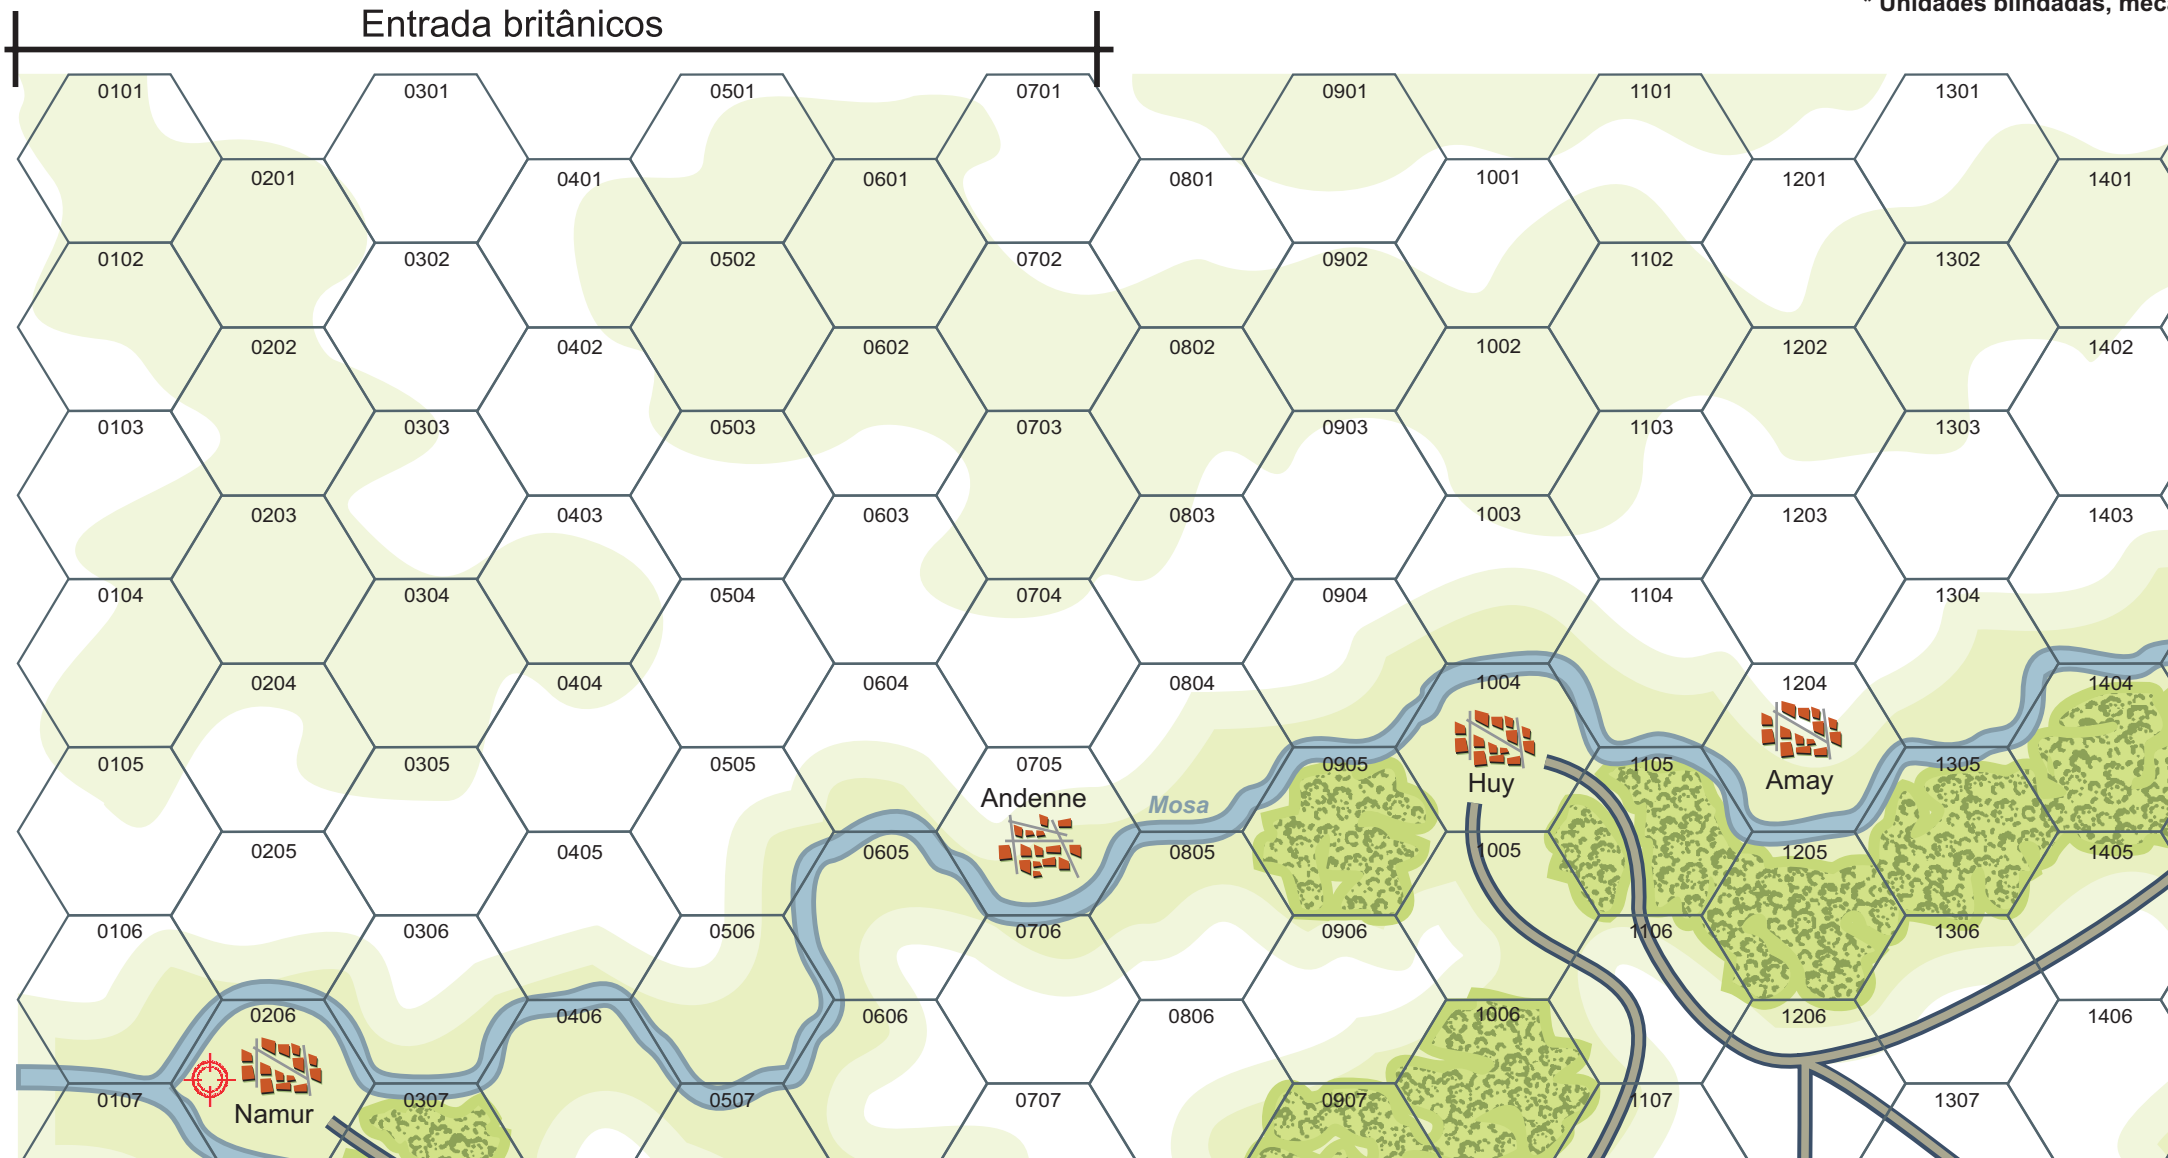 * Unidades blindadas, mec
Entrada britânicos
0101 0301 0501 0701 0901 1101 1301
0201 0401 0601 0801 1001 1201 1401
0102 0302 0502 0702 0902 1102 1302
0202 0402 0602 0802 1002 1202 1402
0103 0303 0503 0703 0903 1103 1303
0203 0403 0603 0803 1003 1203 1403
0104 0304 0504 0704 0904 1104 1304
0204 0404 0604 0804 1004 1204 1404
0105 0305 0505 0705 0905 1105 1305
Huy
Amay
Andenne
Mosa
0205 0405 0605 0805 1005 1205 1405
0106 0306 0506 0706 0906 1106 1306
0206 0406 0606 0806 1006 1206 1406
0107 0307 0507 0707 0907 1107 1307
Namur